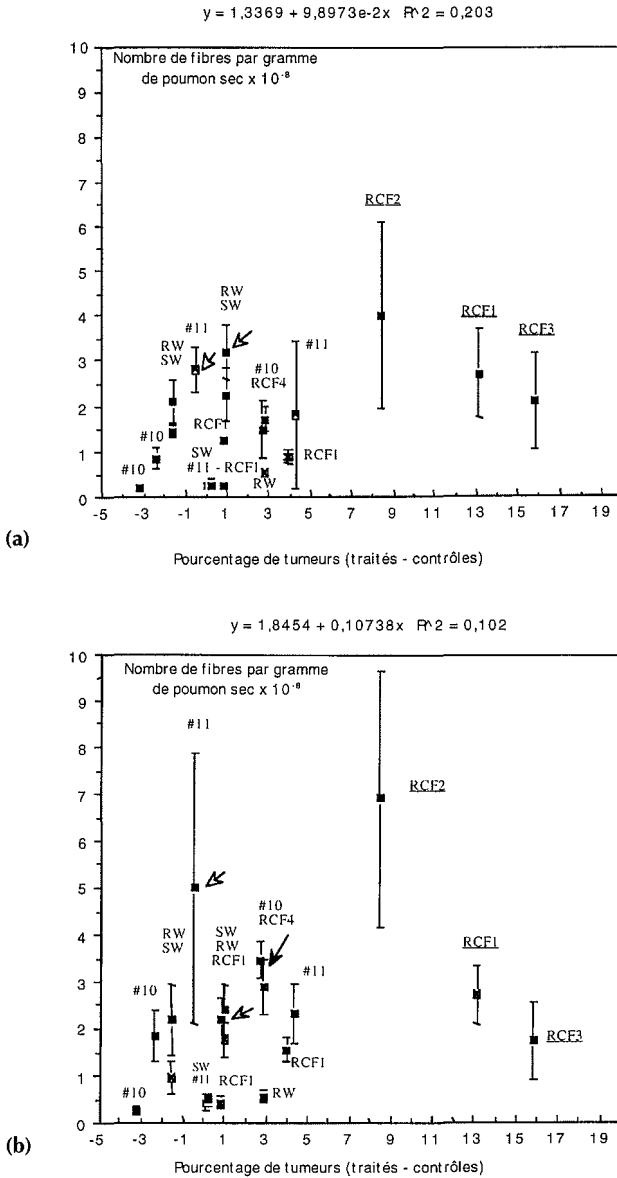 y = 1,3369 + 9,8973e-2x R^2 = 0,203
Nombre de fibres par gramme
de poumon sec x 10⁻⁸
10
9
8
7
6
5
4
3
2
1
0
RCF2
RW
SW
#11
RW
SW
#10
#10
RCF1
SW
#11 - RCF1
#10
RCF4
RW
#11
RCF1
RCF1
RCF3
-5 -3 -1 1 3 5 7 9 11 13 15 17 19
(a)
Pourcentage de tumeurs (traités - contrôles)
y = 1,8454 + 0,10738x R^2 = 0,102
Nombre de fibres par gramme
de poumon sec x 10⁻⁸
10
9
8
7
6
5
4
3
2
1
0
#11
RCF2
RW
SW
SW
RW
RCF1
#10
RCF4
#11
#10
#10
SW
#11
RCF1
RW
RCF1
RCF1
RCF3
-5 -3 -1 1 3 5 7 9 11 13 15 17 19
(b)
Pourcentage de tumeurs (traités - contrôles)